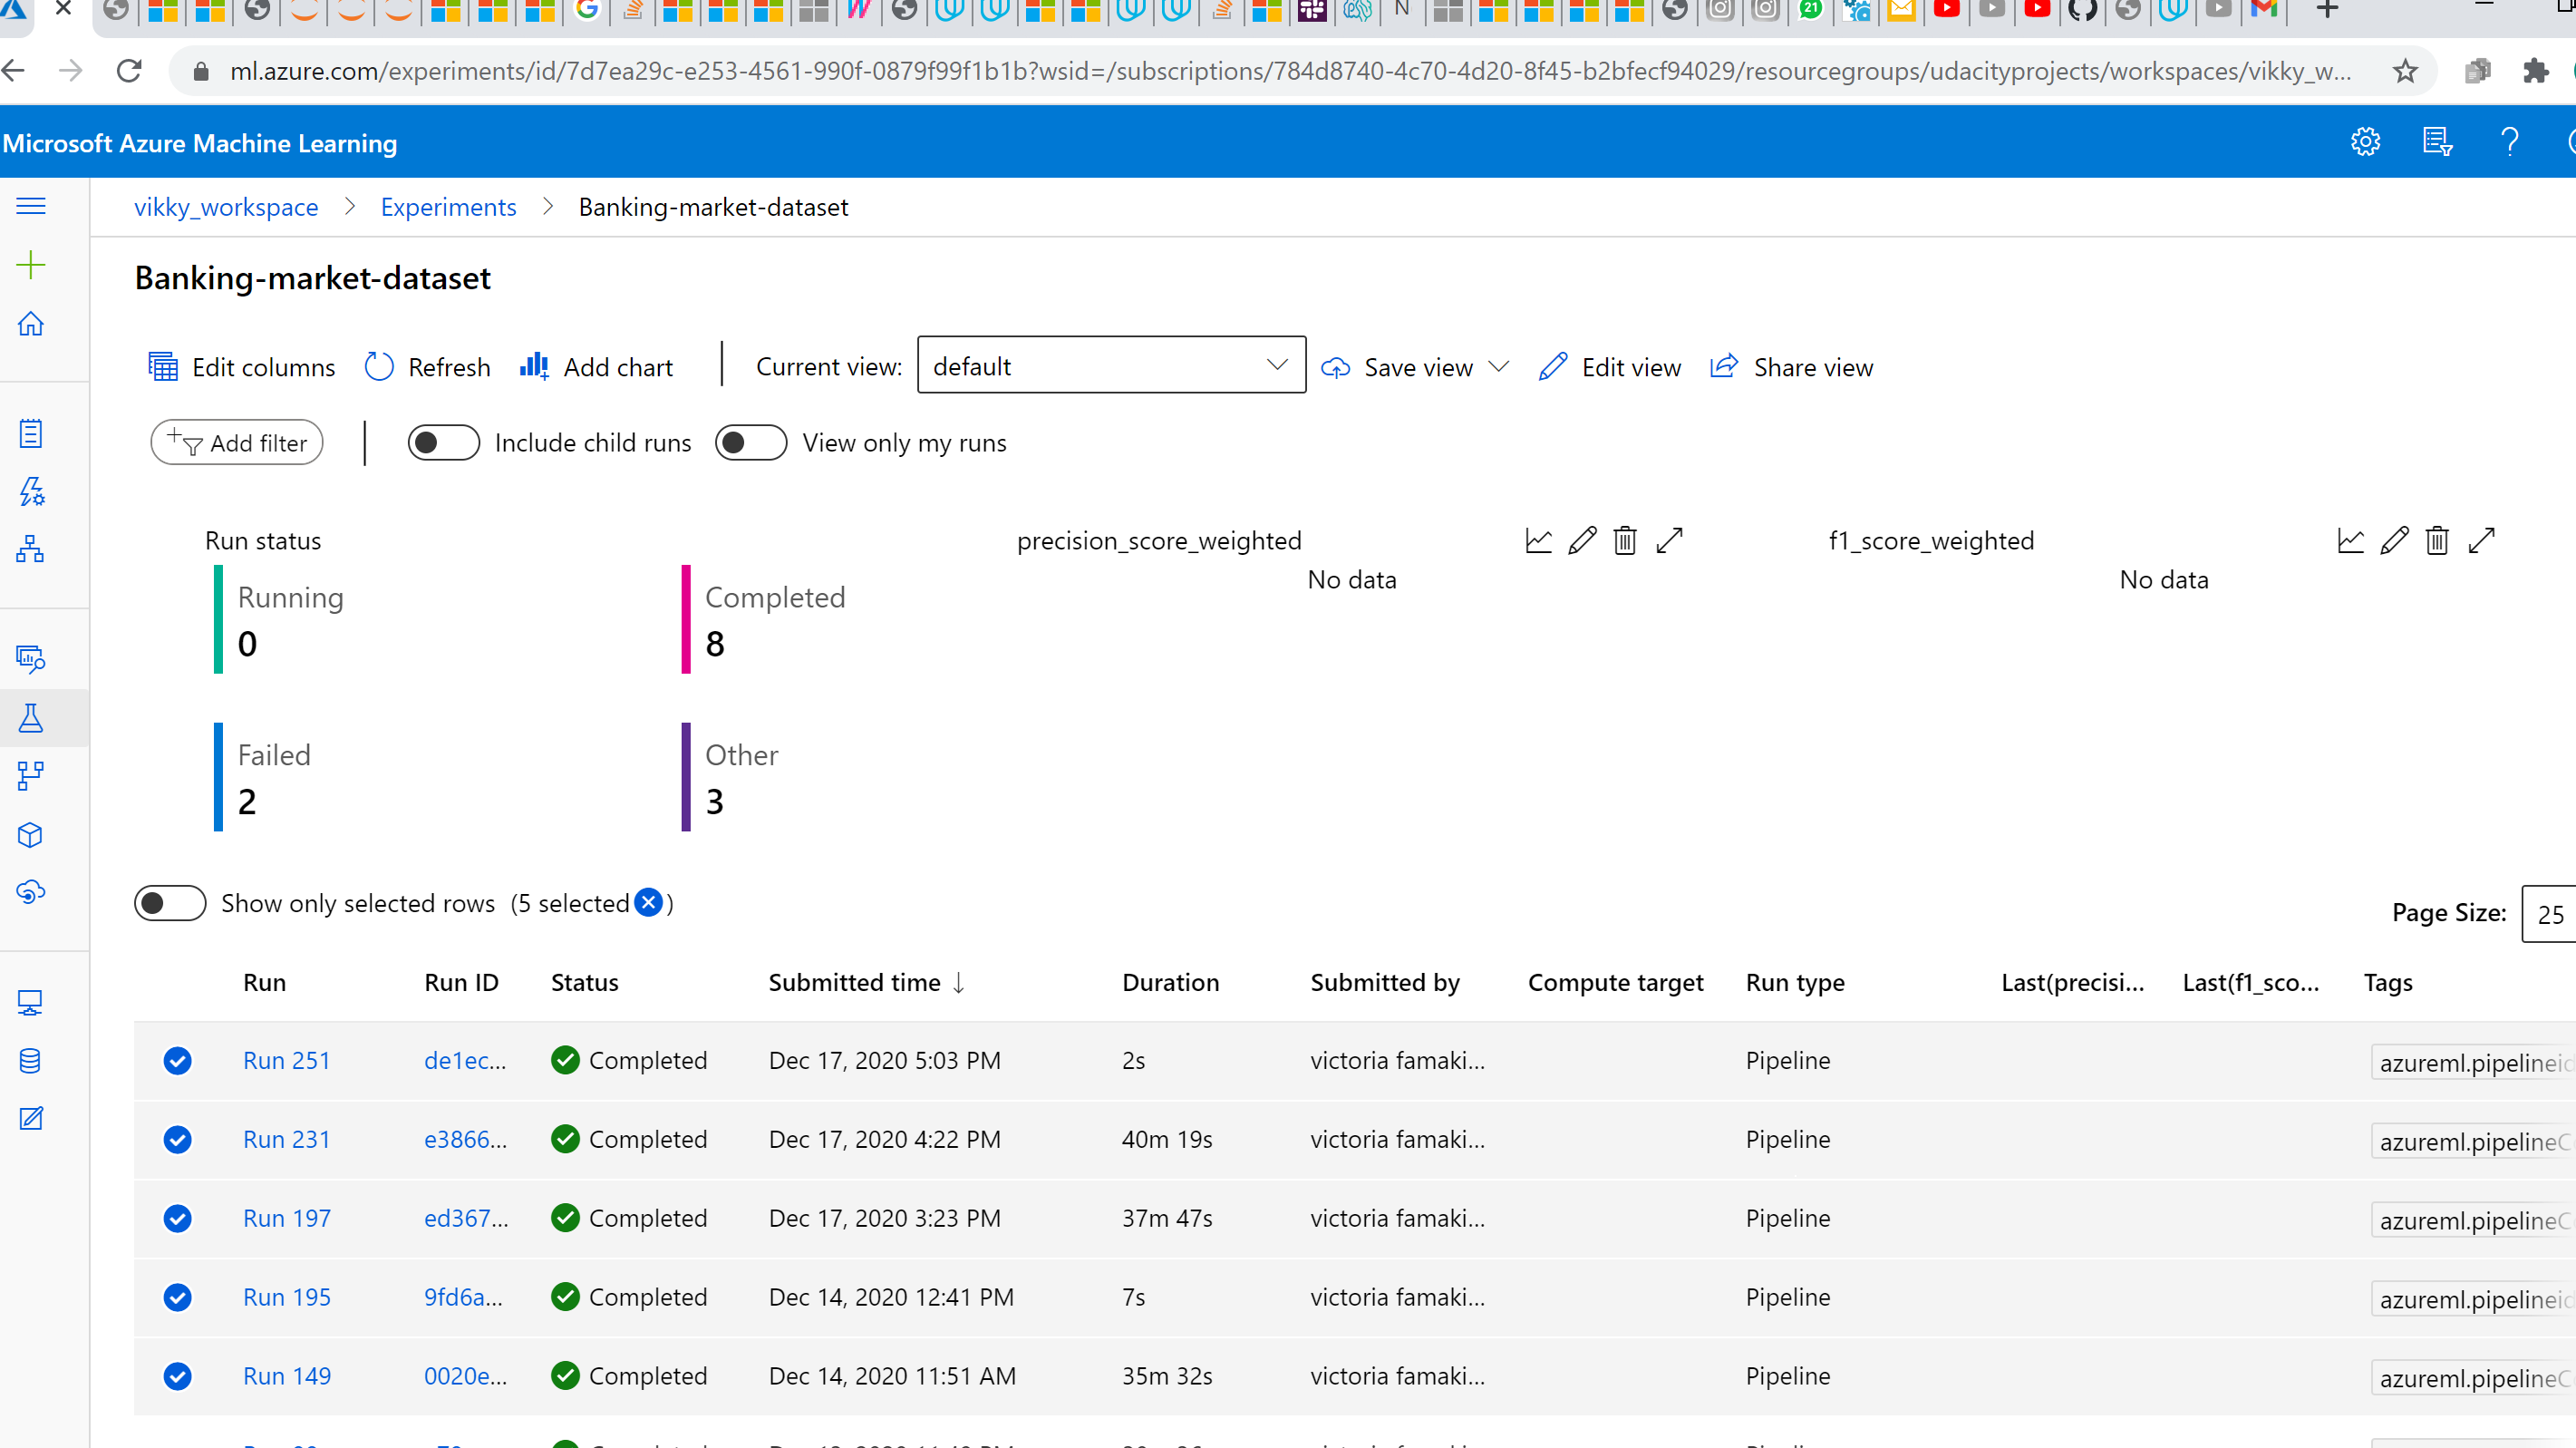 ml.azure.com/experiments/id/7d7ea29c-e253-4561-990f-0879f99f1b1b?wsid=/subscriptions/784d8740-4c70-4d20-8f45-b2bfecf94029/resourcegroups/udacityprojects/workspaces/vikky_w...
Microsoft Azure Machine Learning
vikky_workspace > Experiments > Banking-market-dataset
Banking-market-dataset
Edit columns Refresh Add chart Current view: default Save view Edit view Share view
Add filter Include child runs View only my runs
Run status precision_score_weighted f1_score_weighted
No data No data
Running Completed
0 8
Failed Other
2 3
Show only selected rows (5 selected )
Page Size: 25
Run Run ID Status Submitted time ↓ Duration Submitted by Compute target Run type Last(precisi... Last(f1_sco... Tags
Run 251 de1ec... Completed Dec 17, 2020 5:03 PM 2s victoria famaki... Pipeline azureml.pipelineid
Run 231 e3866... Completed Dec 17, 2020 4:22 PM 40m 19s victoria famaki... Pipeline azureml.pipelineC
Run 197 ed367... Completed Dec 17, 2020 3:23 PM 37m 47s victoria famaki... Pipeline azureml.pipelineC
Run 195 9fd6a... Completed Dec 14, 2020 12:41 PM 7s victoria famaki... Pipeline azureml.pipelineid
Run 149 0020e... Completed Dec 14, 2020 11:51 AM 35m 32s victoria famaki... Pipeline azureml.pipelineC